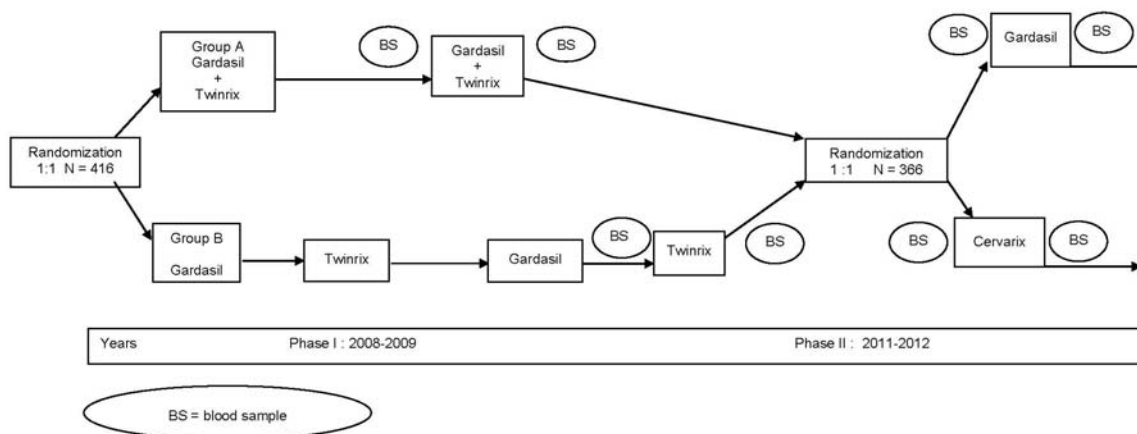 Group A
Gardasil
+
Twinrix
BS
Gardasil
+
Twinrix
BS
BS
Gardasil
BS
Randomization
1:1 N = 416
Randomization
1 :1 N = 366
Group B
Gardasil
Twinrix
Gardasil
BS
Twinrix
BS
BS
Cervarix
BS
Years Phase I : 2008-2009 Phase II : 2011-2012
BS = blood sample